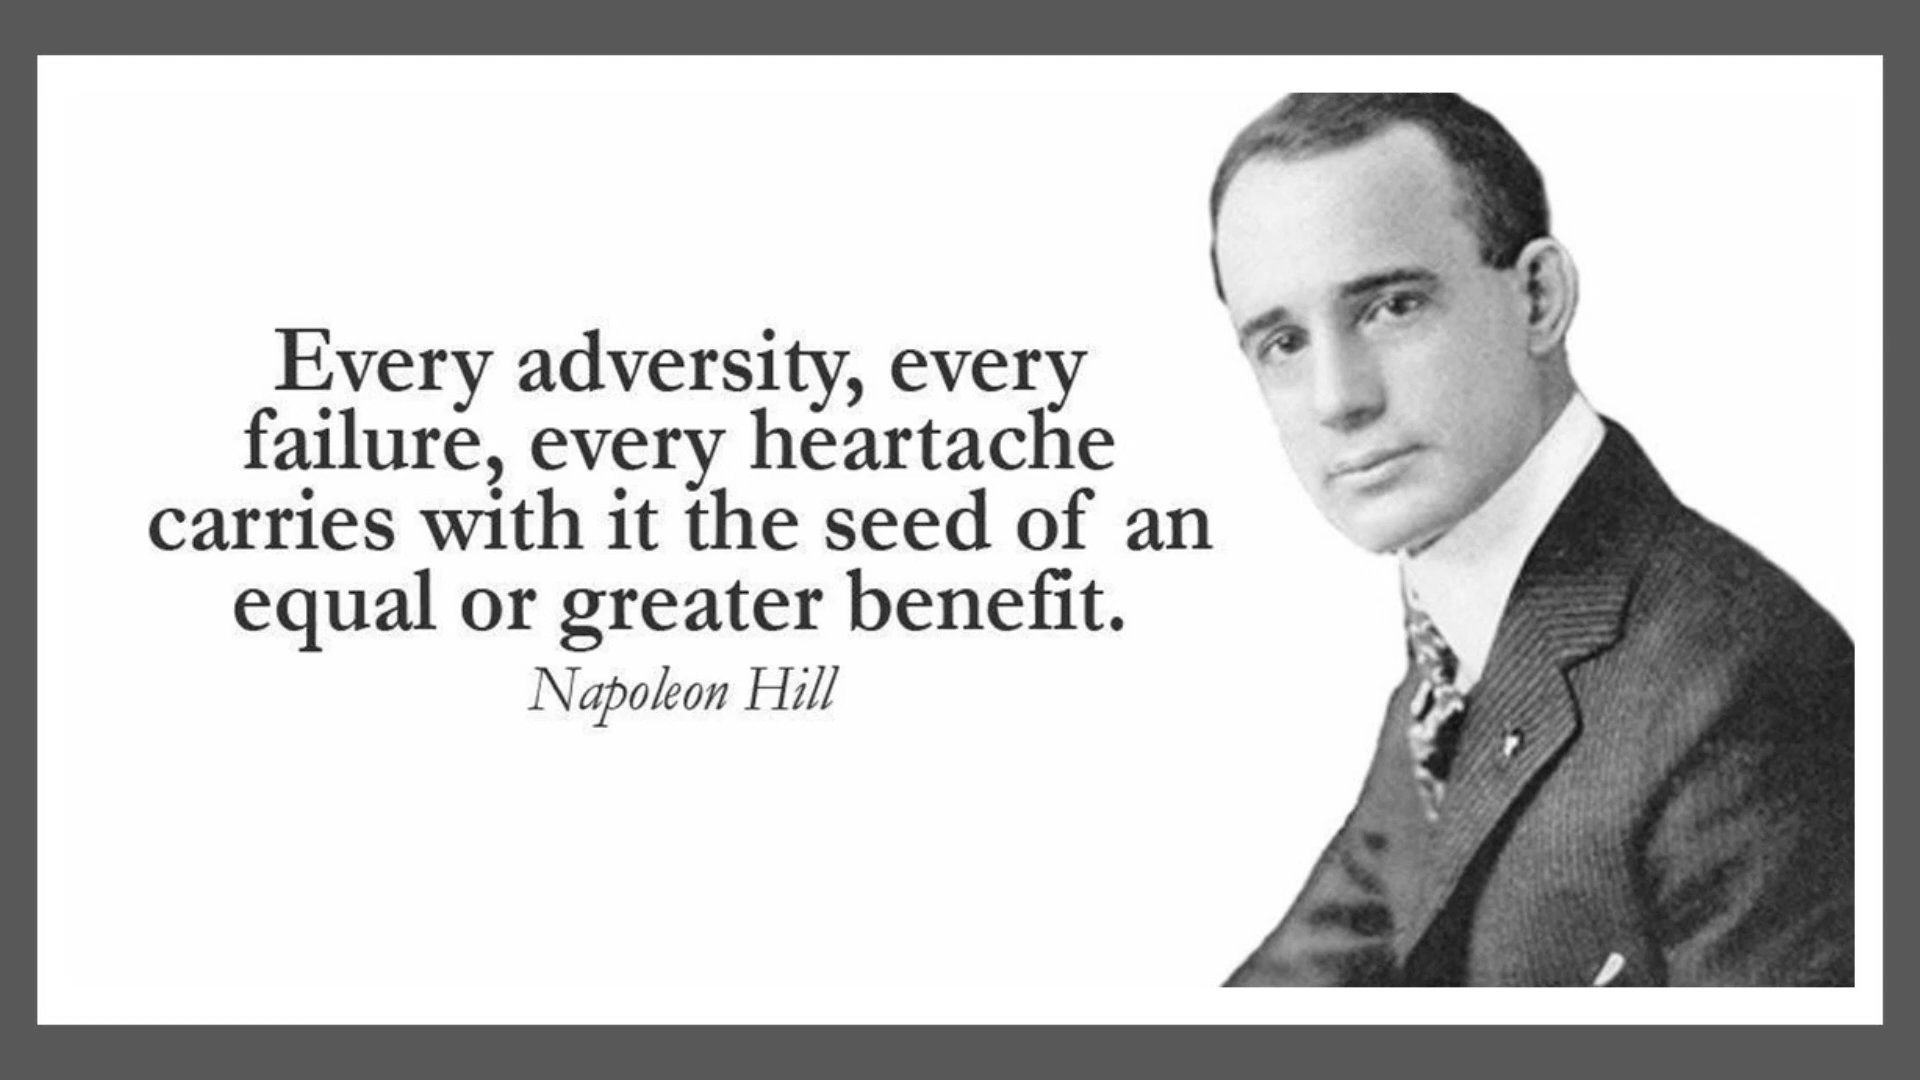 Every adversity, every
failure, every heartache
carries with it the seed of an
equal or greater benefit.
Napoleon Hill